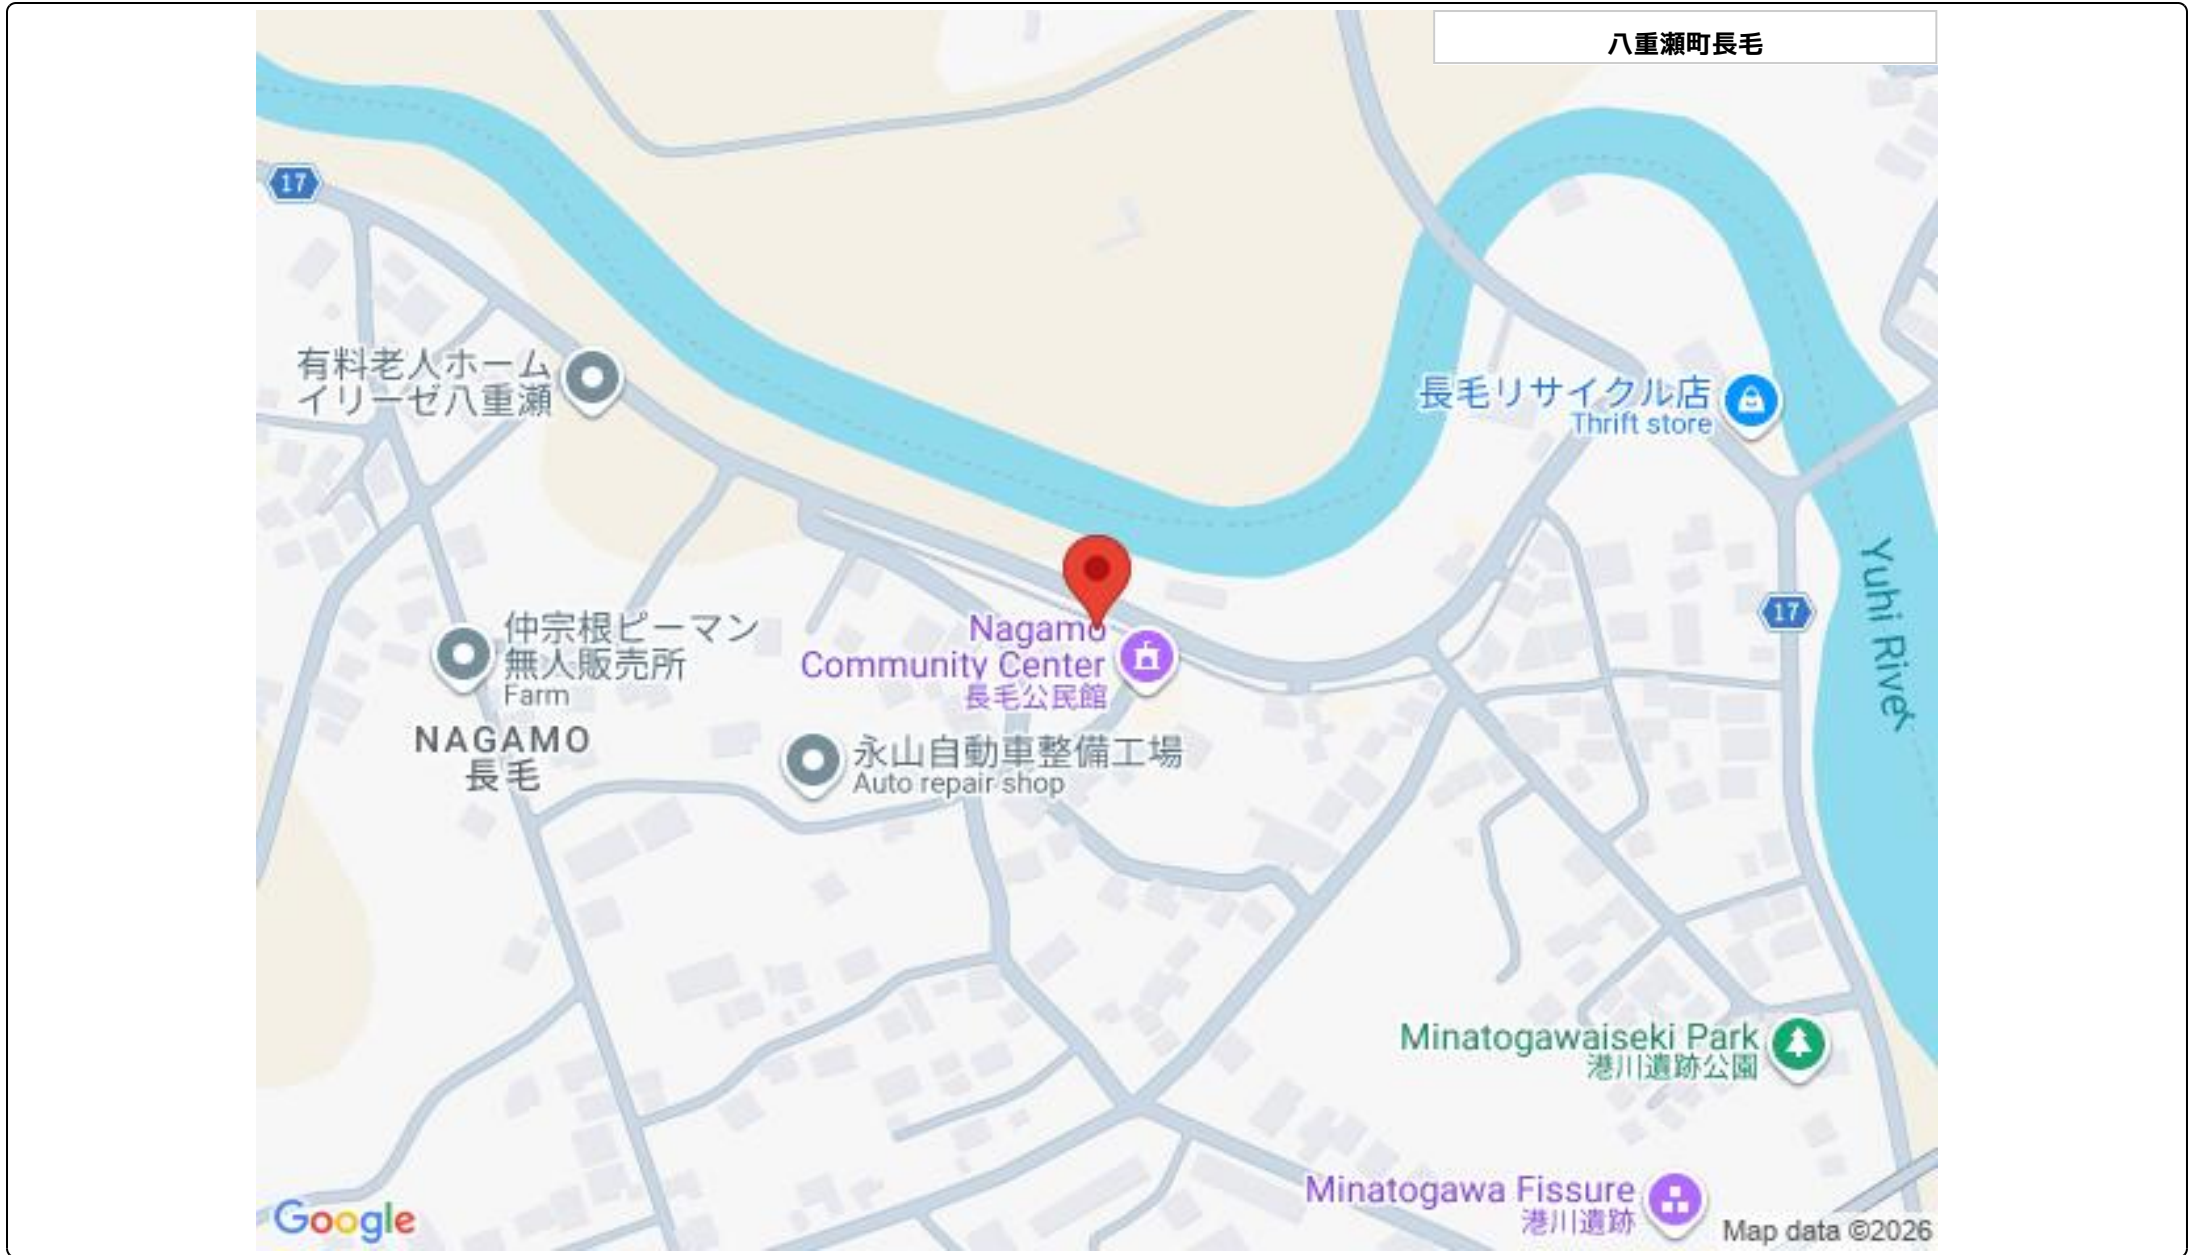 八重瀬町長毛
17
有料老人ホーム
イリーゼ八重瀬
長毛リサイクル店
Thrift store
Yuhi River
17
仲宗根ピーマン
無人販売所
Farm
Nagamo
Community Center
長毛公民館
NAGAMO
長毛
永山自動車整備工場
Auto repair shop
Minatogawaiseki Park
港川遺跡公園
Minatogawa Fissure
港川遺跡
Google
Map data ©2026